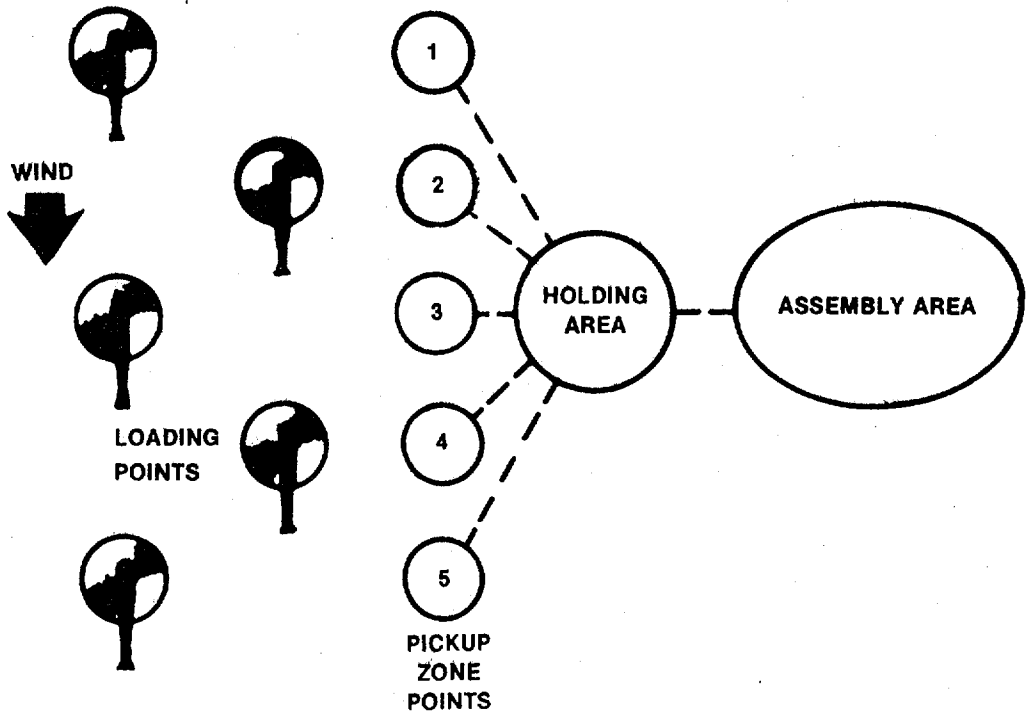 1
WIND
2
3
HOLDING
AREA
ASSEMBLY AREA
LOADING
POINTS
4
5
PICKUP
ZONE
POINTS